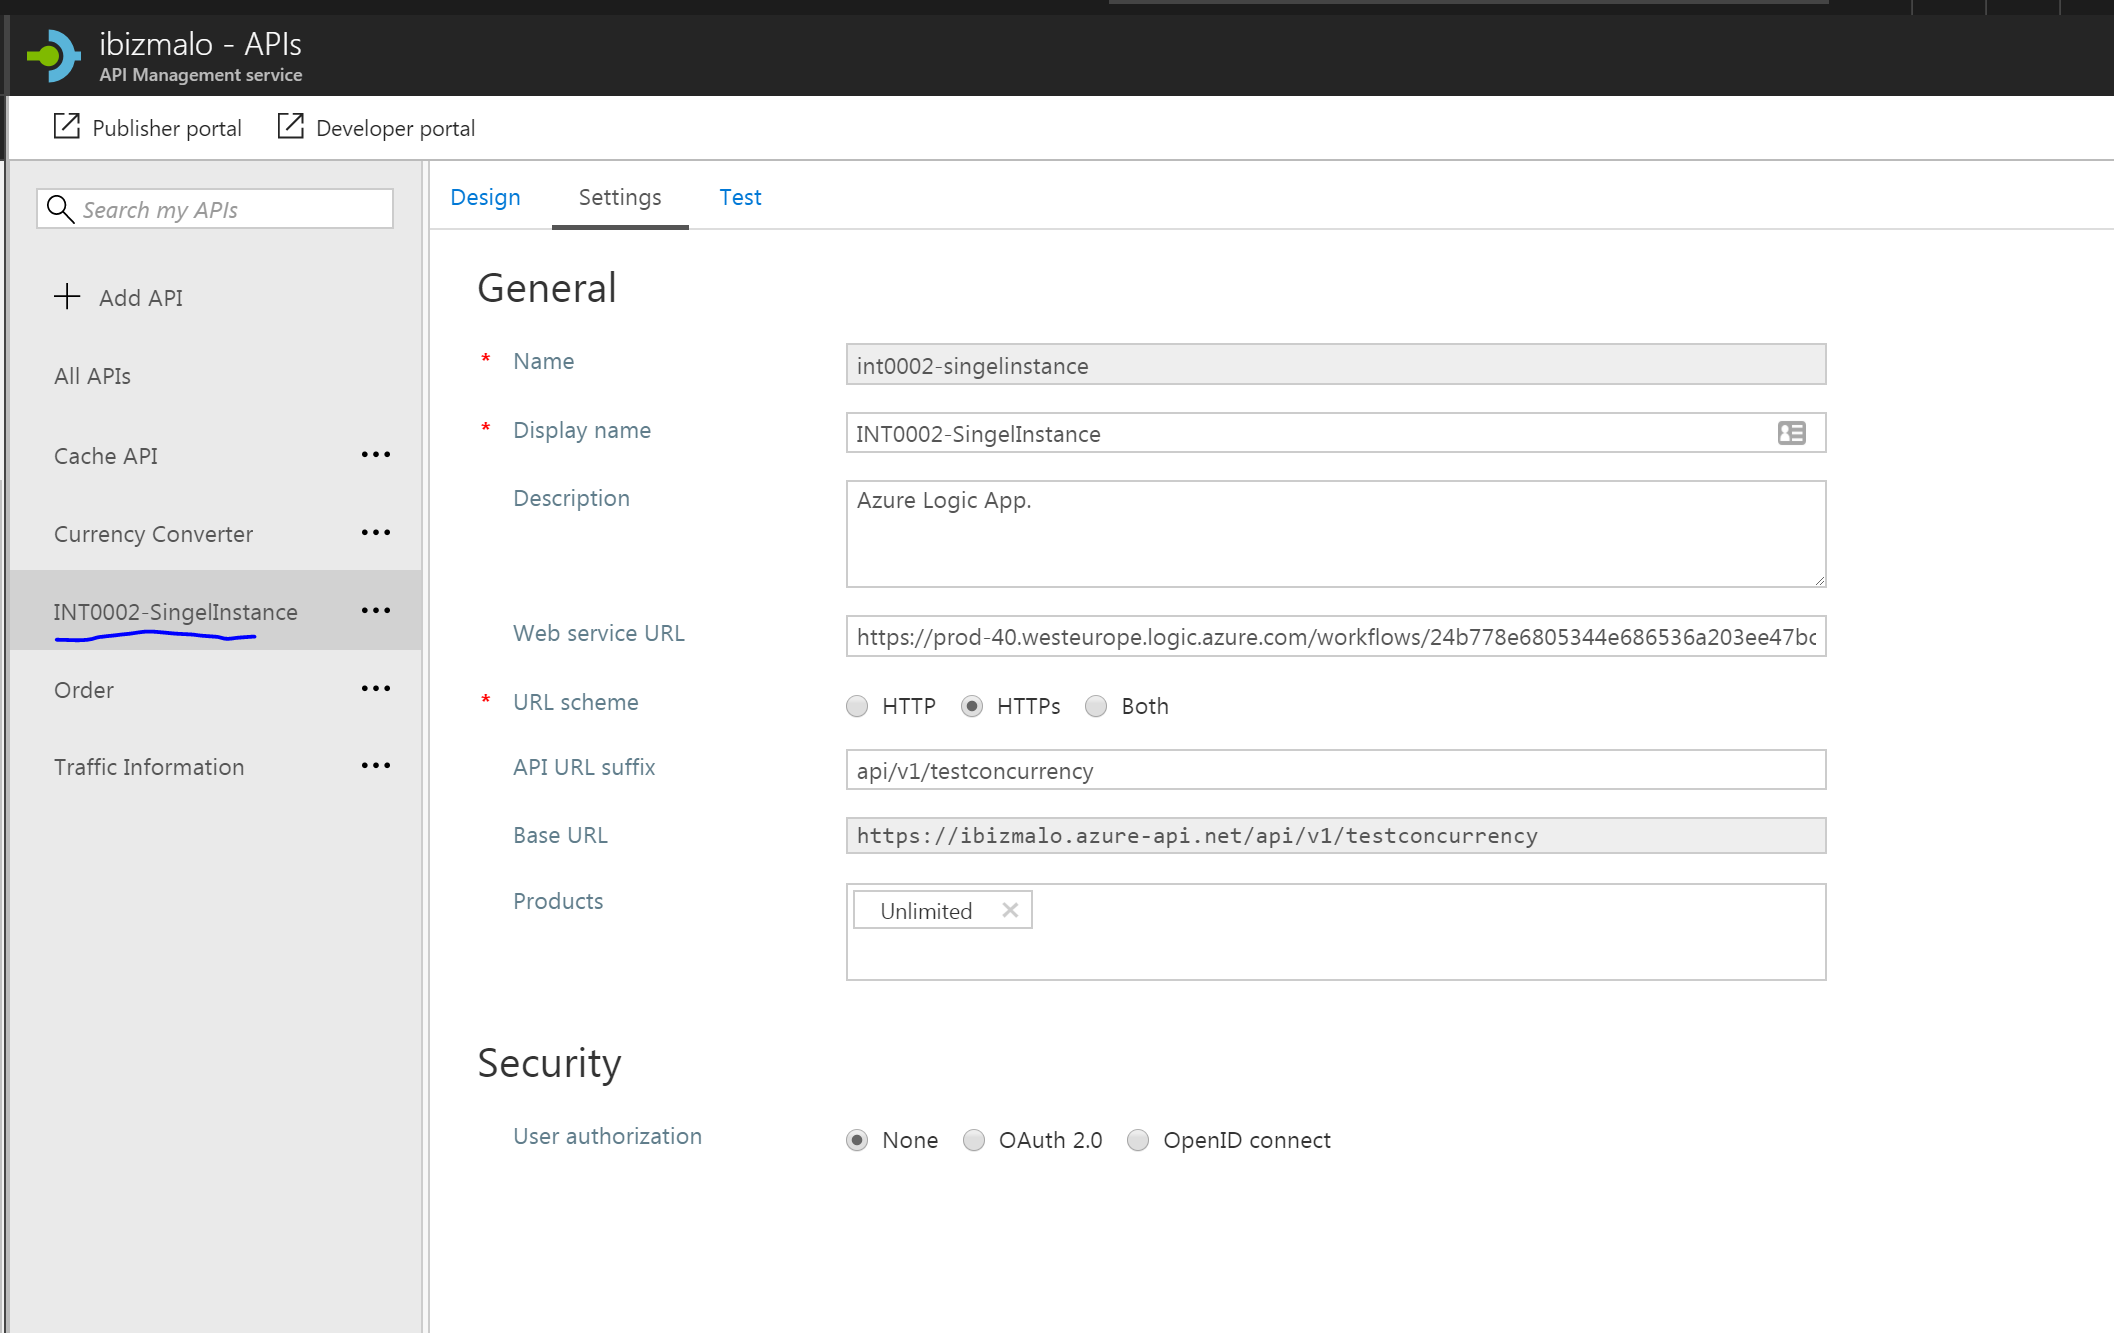 ibizmalo - APIs
API Management service
Publisher portal
Developer portal
Search my APIs
Add API
All APIs
Cache API
Currency Converter
INT0002-SingelInstance
Order
Traffic Information
Design Settings Test
General
* Name int0002-singelinstance
* Display name INT0002-SingelInstance
Description Azure Logic App.
Web service URL https://prod-40.westeurope.logic.azure.com/workflows/24b778e6805344e686536a203ee47bc
* URL scheme HTTP HTTPs Both
API URL suffix api/v1/testconcurrency
Base URL https://ibizmalo.azure-api.net/api/v1/testconcurrency
Products Unlimited
Security
User authorization None OAuth 2.0 OpenID connect